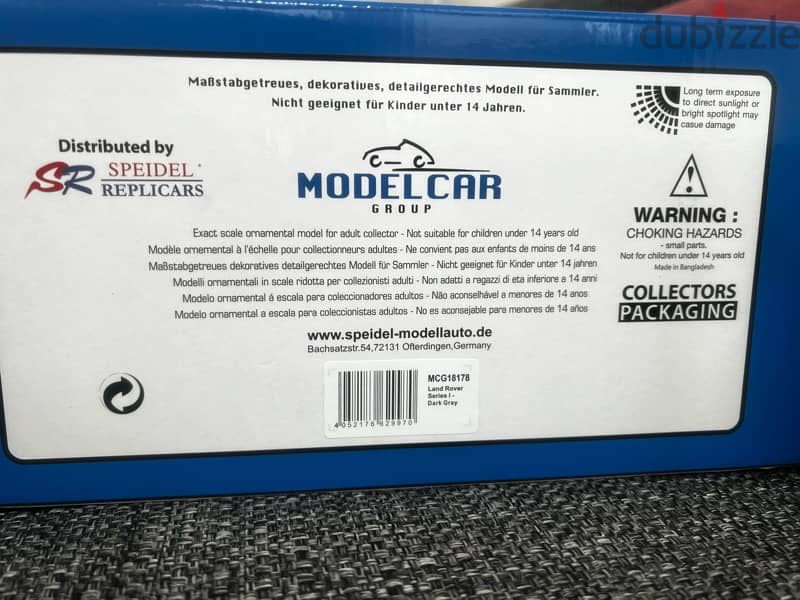 dubizzle
Maßstabgetreues, dekoratives, detailgerechtes Modell für Sammler.
Nicht geeignet für Kinder unter 14 Jahren.
Long term exposure
to direct sunlight or
bright spotlight may
casue damage
Distributed by
SR SPEIDEL
REPLICARS
MODELCAR
GROUP
WARNING :
CHOKING HAZARDS
- small parts.
Not for children under 14 years old
Made in Bangladesh
Exact scale ornamental model for adult collector - Not suitable for children under 14 years old
Modèle ornemental à l'échelle pour collectionneurs adultes - Ne convient pas aux enfants de moins de 14 ans
Maßstabgetreues dekoratives detailgerechtes Modell für Sammler - Nicht geeignet für Kinder unter 14 jahren
Modelli ornamentali in scale ridotta per collezionisti adulti - Non adatti a ragazzi di eta inferiore a 14 anni
Modelo ornamental á escala para coleccionadores adultos - Não aconselhável a menores de 14 anos
Modelo ornamental a escala para coleccionistas adultos - No es aconsejable para menores de 14 años
COLLECTORS
PACKAGING
www.speidel-modellauto.de
Bachsatzstr.54,72131 Ofterdingen,Germany
MCG18178
Land Rover
Series I -
Dark Gray
4 052176 629970